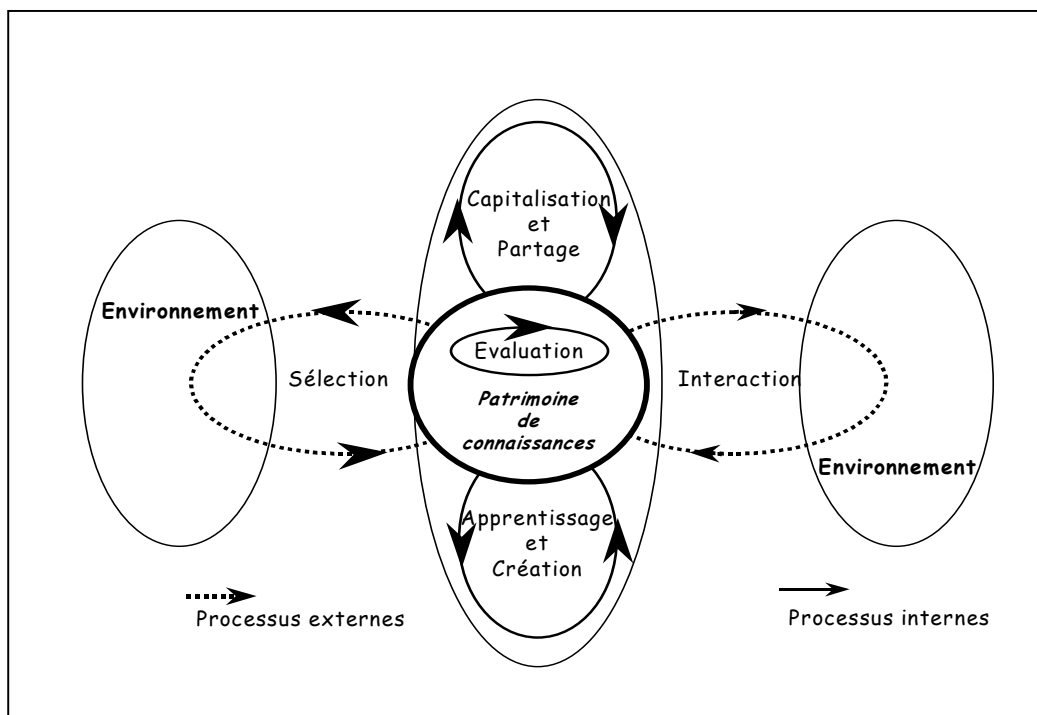 Capitalisation
et
Partage
Environnement
Evaluation
Sélection
Interaction
Patrimoine
de
connaissances
Environnement
Apprentissage
et
Création
Processus externes
Processus internes